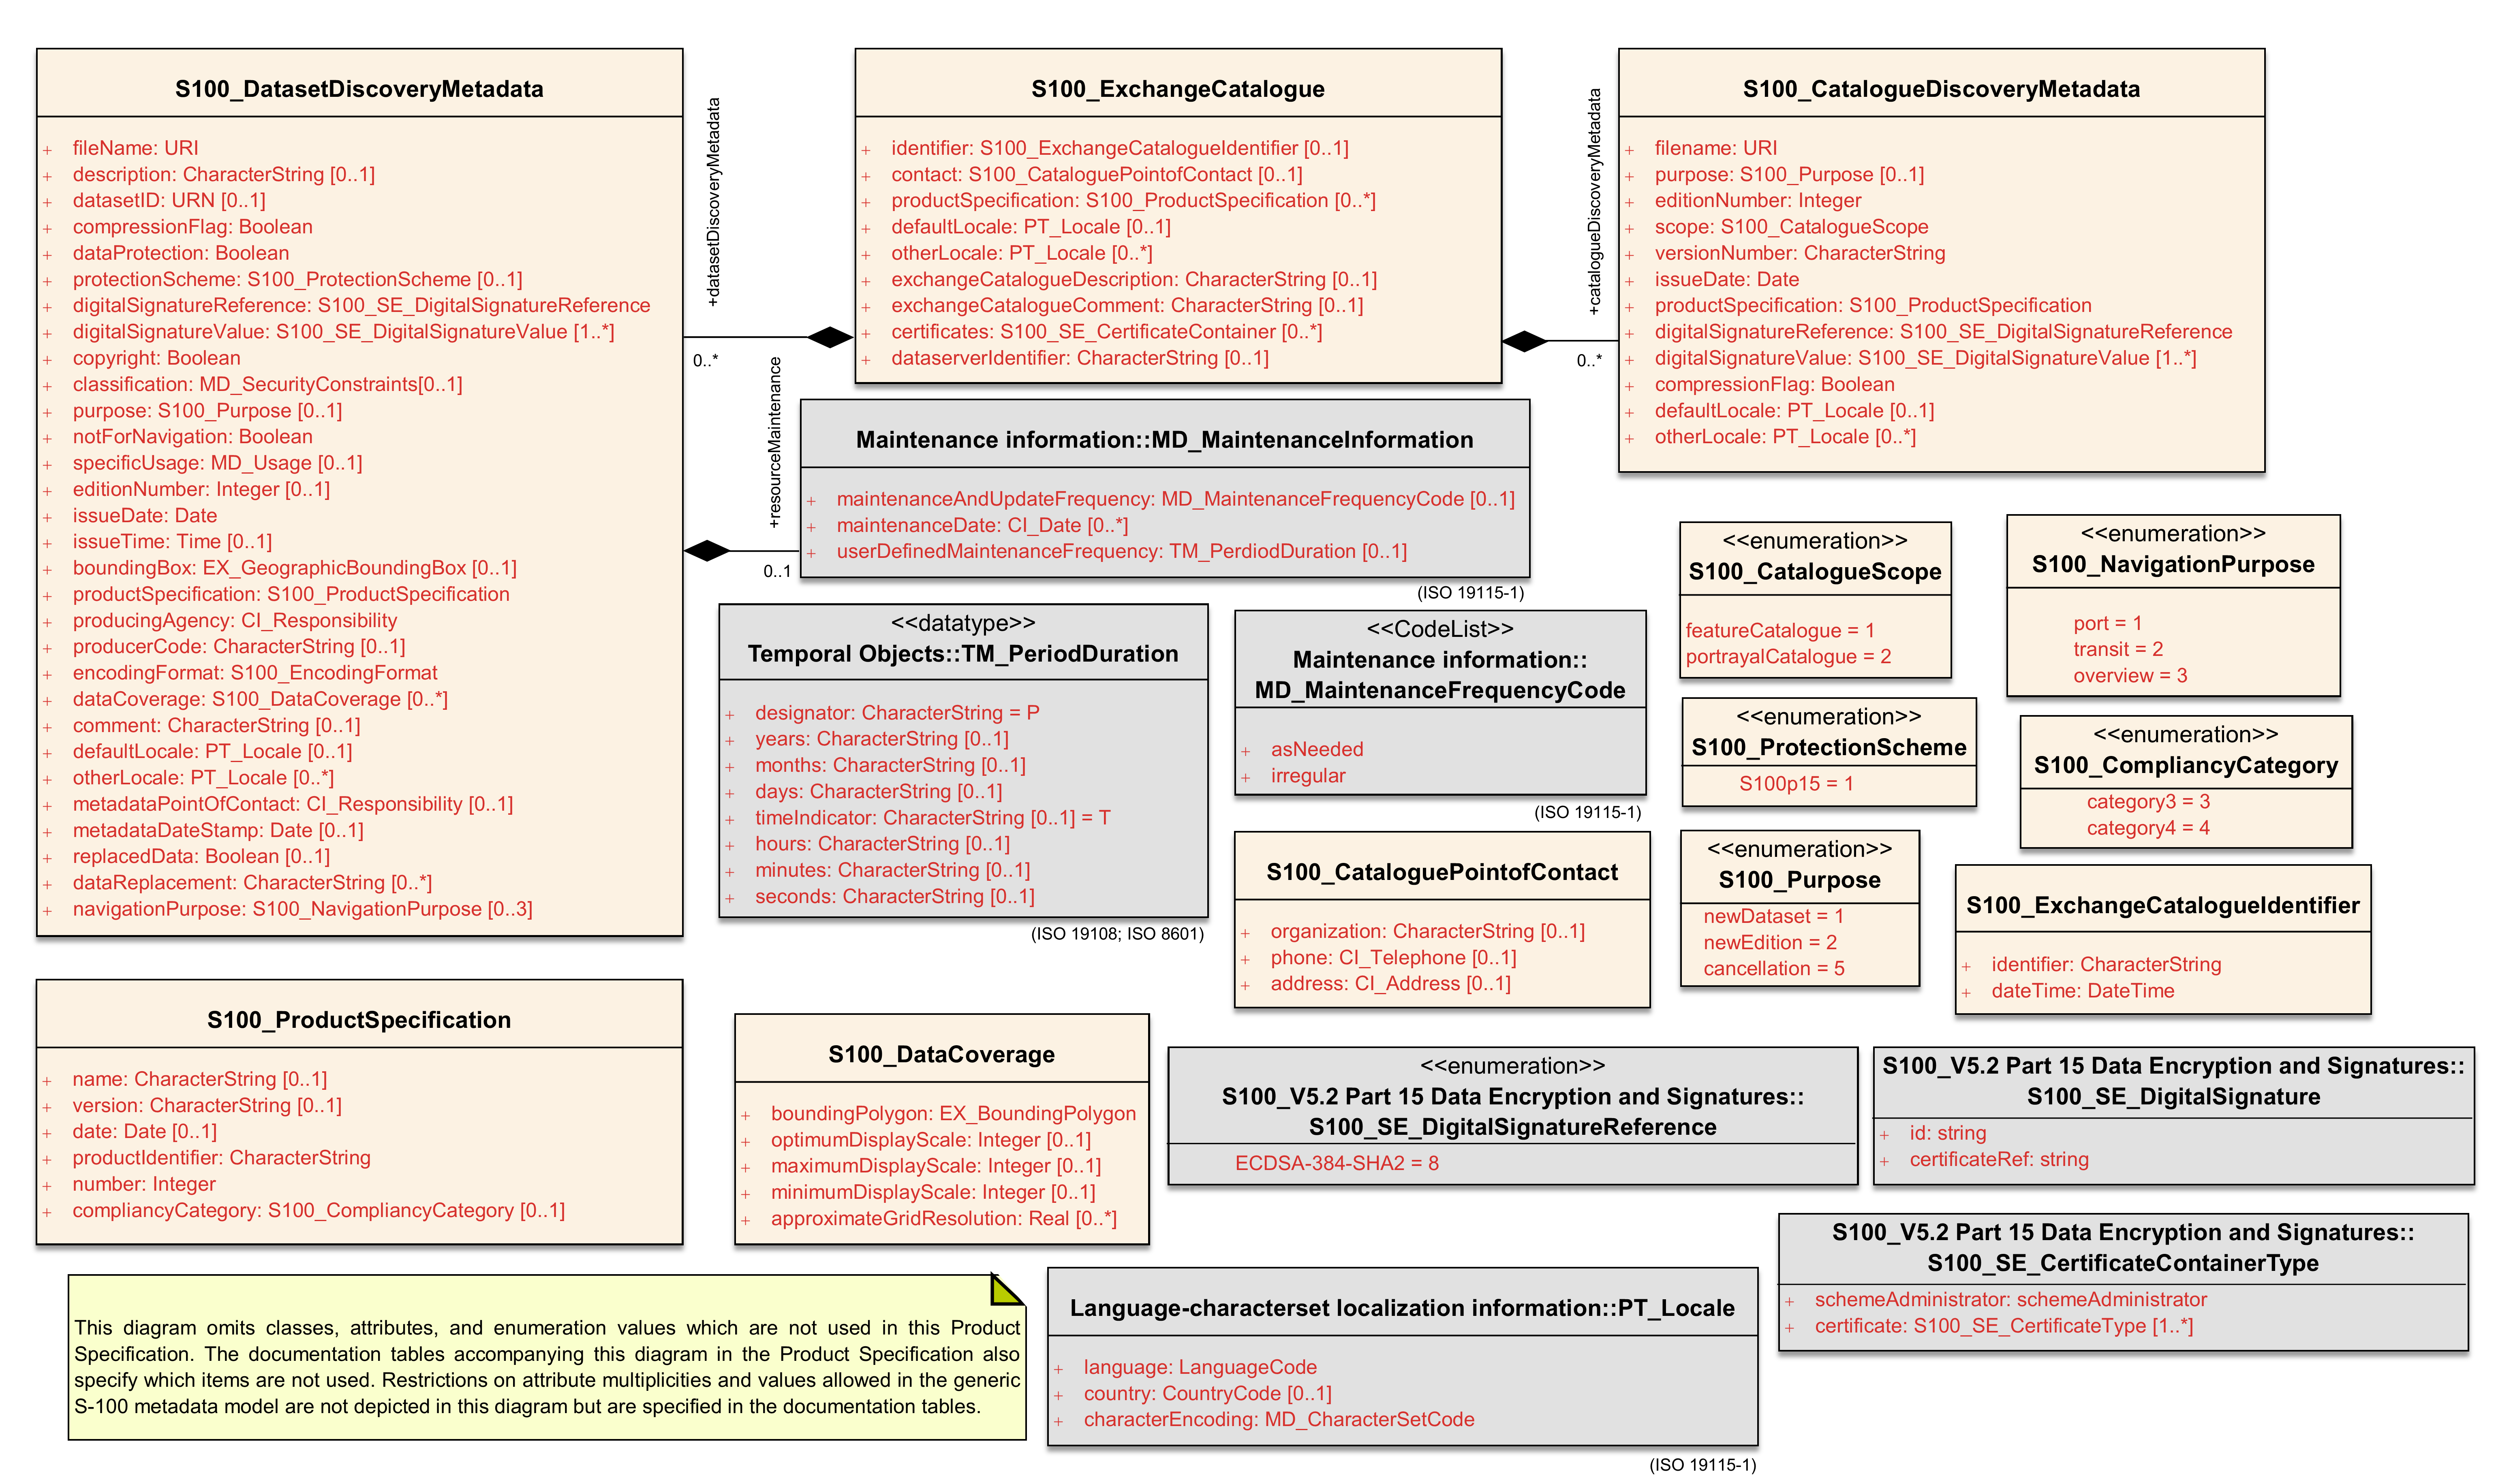 S100_DatasetDiscoveryMetadata
+ fileName: URI
+ description: CharacterString [0..1]
+ datasetID: URN [0..1]
+ compressionFlag: Boolean
+ dataProtection: Boolean
+ protectionScheme: S100_ProtectionScheme [0..1]
+ digitalSignatureReference: S100_SE_DigitalSignatureReference
+ digitalSignatureValue: S100_SE_DigitalSignatureValue [1..*]
+ copyright: Boolean
+ classification: MD_SecurityConstraints[0..1]
+ purpose: S100_Purpose [0..1]
+ notForNavigation: Boolean
+ specificUsage: MD_Usage [0..1]
+ editionNumber: Integer [0..1]
+ issueDate: Date
+ issueTime: Time [0..1]
+ boundingBox: EX_GeographicBoundingBox [0..1]
+ productSpecification: S100_ProductSpecification
+ producingAgency: CI_Responsibility
+ producerCode: CharacterString [0..1]
+ encodingFormat: S100_EncodingFormat
+ dataCoverage: S100_DataCoverage [0..*]
+ comment: CharacterString [0..1]
+ defaultLocale: PT_Locale [0..1]
+ otherLocale: PT_Locale [0..*]
+ metadataPointOfContact: CI_Responsibility [0..1]
+ metadataDateStamp: Date [0..1]
+ replacedData: Boolean [0..1]
+ dataReplacement: CharacterString [0..*]
+ navigationPurpose: S100_NavigationPurpose [0..3]
+datasetDiscoveryMetadata
0..*
S100_ExchangeCatalogue
+ identifier: S100_ExchangeCatalogueIdentifier [0..1]
+ contact: S100_CataloguePointofContact [0..1]
+ productSpecification: S100_ProductSpecification [0..*]
+ defaultLocale: PT_Locale [0..1]
+ otherLocale: PT_Locale [0..*]
+ exchangeCatalogueDescription: CharacterString [0..1]
+ exchangeCatalogueComment: CharacterString [0..1]
+ certificates: S100_SE_CertificateContainer [0..*]
+ dataserverIdentifier: CharacterString [0..1]
+catalogueDiscoveryMetadata
0..*
S100_CatalogueDiscoveryMetadata
+ filename: URI
+ purpose: S100_Purpose [0..1]
+ editionNumber: Integer
+ scope: S100_CatalogueScope
+ versionNumber: CharacterString
+ issueDate: Date
+ productSpecification: S100_ProductSpecification
+ digitalSignatureReference: S100_SE_DigitalSignatureReference
+ digitalSignatureValue: S100_SE_DigitalSignatureValue [1..*]
+ compressionFlag: Boolean
+ defaultLocale: PT_Locale [0..1]
+ otherLocale: PT_Locale [0..*]
+resourceMaintenance
0..1
Maintenance information::MD_MaintenanceInformation
+ maintenanceAndUpdateFrequency: MD_MaintenanceFrequencyCode [0..1]
+ maintenanceDate: CI_Date [0..*]
+ userDefinedMaintenanceFrequency: TM_PerdiodDuration [0..1]
(ISO 19115-1)
<<datatype>>
Temporal Objects::TM_PeriodDuration
+ designator: CharacterString = P
+ years: CharacterString [0..1]
+ months: CharacterString [0..1]
+ days: CharacterString [0..1]
+ timeIndicator: CharacterString [0..1] = T
+ hours: CharacterString [0..1]
+ minutes: CharacterString [0..1]
+ seconds: CharacterString [0..1]
(ISO 19108; ISO 8601)
<<CodeList>>
Maintenance information::
MD_MaintenanceFrequencyCode
+ asNeeded
+ irregular
(ISO 19115-1)
<<enumeration>>
S100_CatalogueScope
featureCatalogue = 1
portrayalCatalogue = 2
<<enumeration>>
S100_NavigationPurpose
port = 1
transit = 2
overview = 3
<<enumeration>>
S100_ProtectionScheme
S100p15 = 1
<<enumeration>>
S100_CompliancyCategory
category3 = 3
category4 = 4
S100_CataloguePointofContact
+ organization: CharacterString [0..1]
+ phone: CI_Telephone [0..1]
+ address: CI_Address [0..1]
<<enumeration>>
S100_Purpose
newDataset = 1
newEdition = 2
cancellation = 5
S100_ExchangeCatalogueIdentifier
+ identifier: CharacterString
+ dateTime: DateTime
S100_ProductSpecification
+ name: CharacterString [0..1]
+ version: CharacterString [0..1]
+ date: Date [0..1]
+ productIdentifier: CharacterString
+ number: Integer
+ compliancyCategory: S100_CompliancyCategory [0..1]
S100_DataCoverage
+ boundingPolygon: EX_BoundingPolygon
+ optimumDisplayScale: Integer [0..1]
+ maximumDisplayScale: Integer [0..1]
+ minimumDisplayScale: Integer [0..1]
+ approximateGridResolution: Real [0..*]
<<enumeration>>
S100_V5.2 Part 15 Data Encryption and Signatures::
S100_SE_DigitalSignatureReference
ECDSA-384-SHA2 = 8
S100_V5.2 Part 15 Data Encryption and Signatures::
S100_SE_DigitalSignature
+ id: string
+ certificateRef: string
S100_V5.2 Part 15 Data Encryption and Signatures::
S100_SE_CertificateContainerType
+ schemeAdministrator: schemeAdministrator
+ certificate: S100_SE_CertificateType [1..*]
This diagram omits classes, attributes, and enumeration values which are not used in this Product
Specification. The documentation tables accompanying this diagram in the Product Specification also
specify which items are not used. Restrictions on attribute multiplicities and values allowed in the generic
S-100 metadata model are not depicted in this diagram but are specified in the documentation tables.
Language-characterset localization information::PT_Locale
+ language: LanguageCode
+ country: CountryCode [0..1]
+ characterEncoding: MD_CharacterSetCode
(ISO 19115-1)